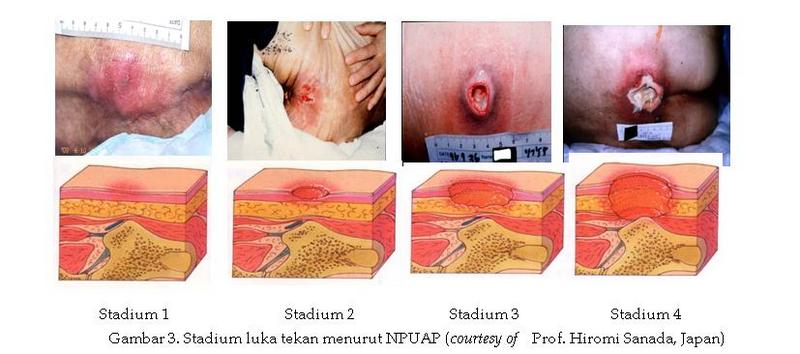 Stadium 1
Stadium 2
Stadium 3
Stadium 4
Gambar 3. Stadium luka tekan menurut NPUAP (courtesy of Prof. Hiromi Sanada, Japan)